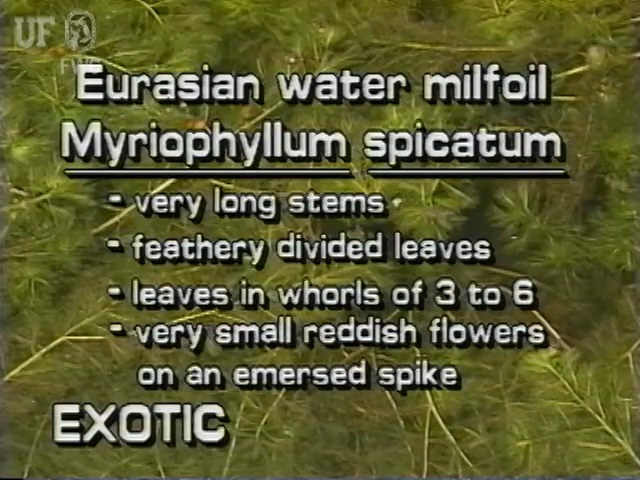 UF
FWC
Eurasian water milfoil
Myriophyllum spicatum
- very long stems
- feathery divided leaves
- leaves in whorls of 3 to 6
- very small reddish flowers
on an emersed spike
EXOTIC